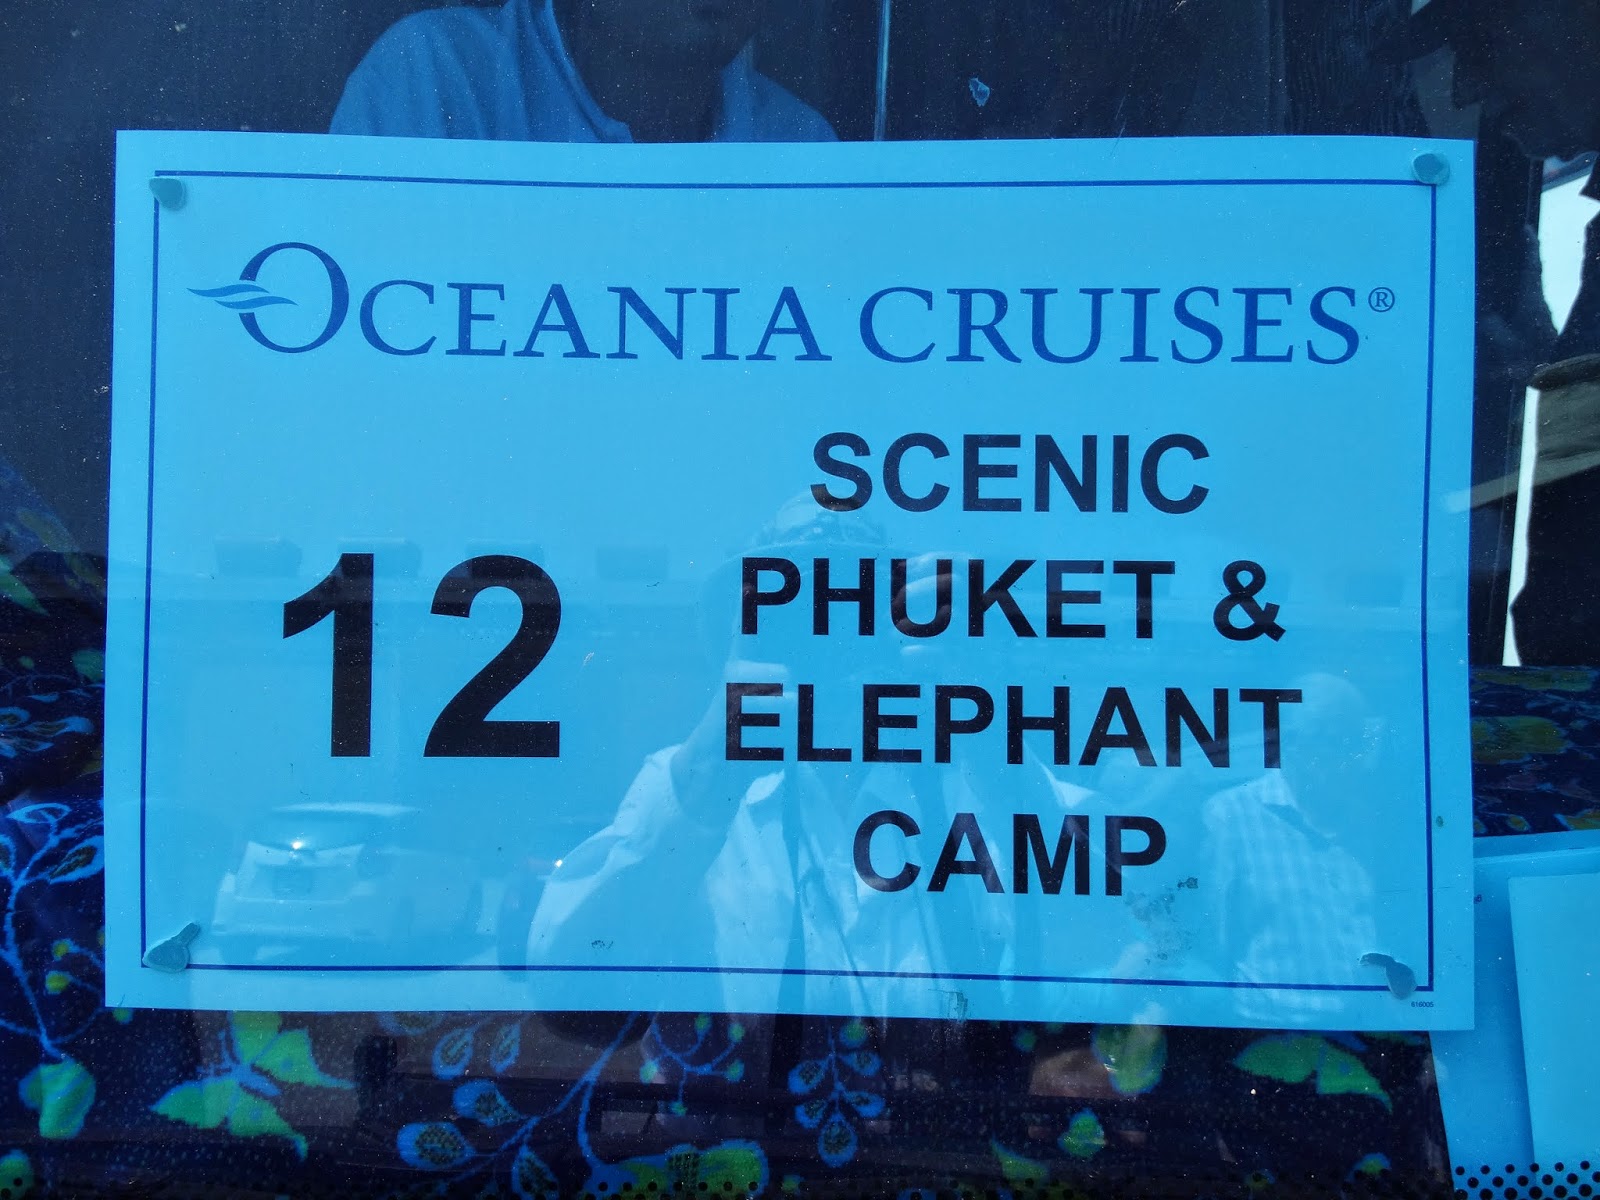 OCEANIA CRUISES®
12
SCENIC
PHUKET &
ELEPHANT
CAMP